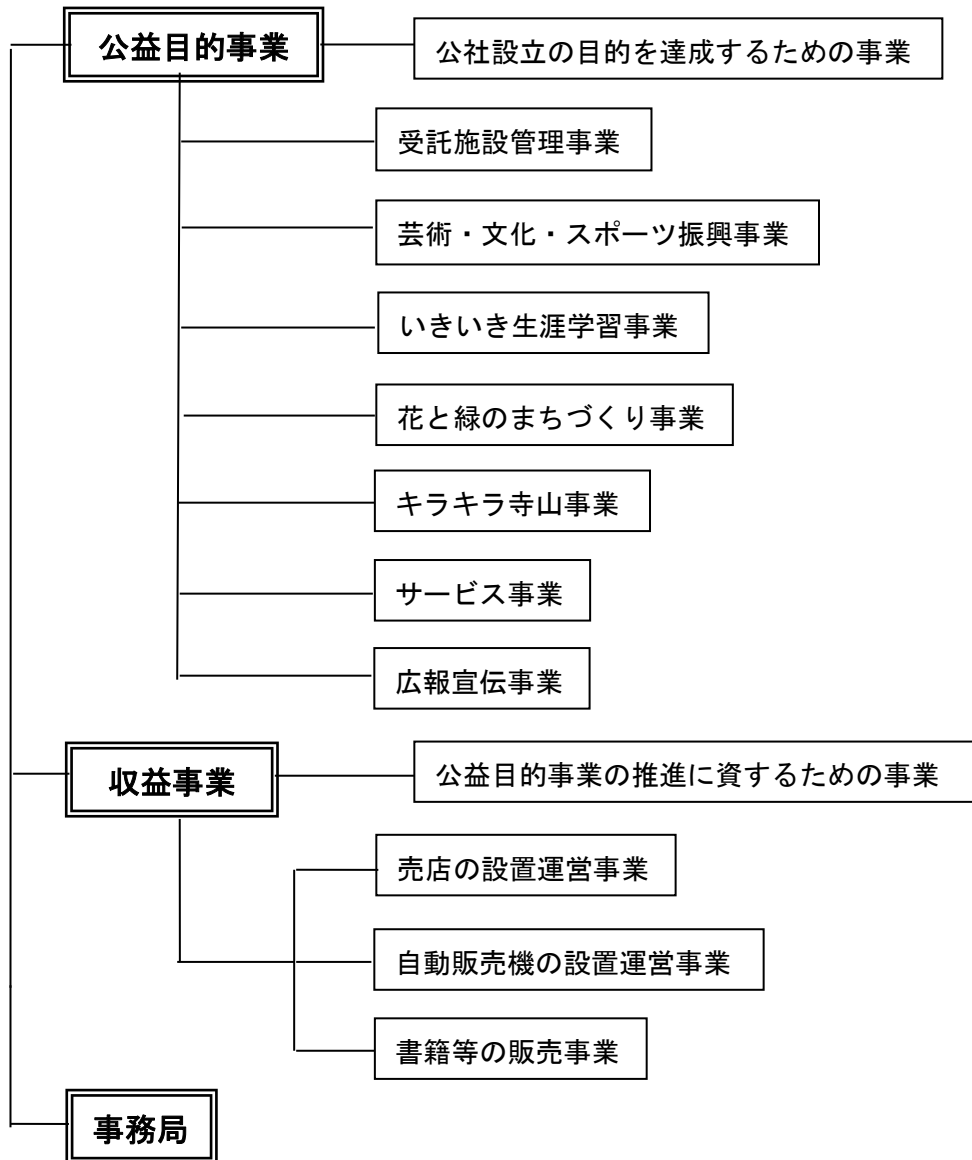 公益目的事業
公社設立の目的を達成するための事業
受託施設管理事業
芸術・文化・スポーツ振興事業
いきいき生涯学習事業
花と緑のまちづくり事業
キラキラ寺山事業
サービス事業
広報宣伝事業
収益事業
公益目的事業の推進に資するための事業
売店の設置運営事業
自動販売機の設置運営事業
書籍等の販売事業
事務局